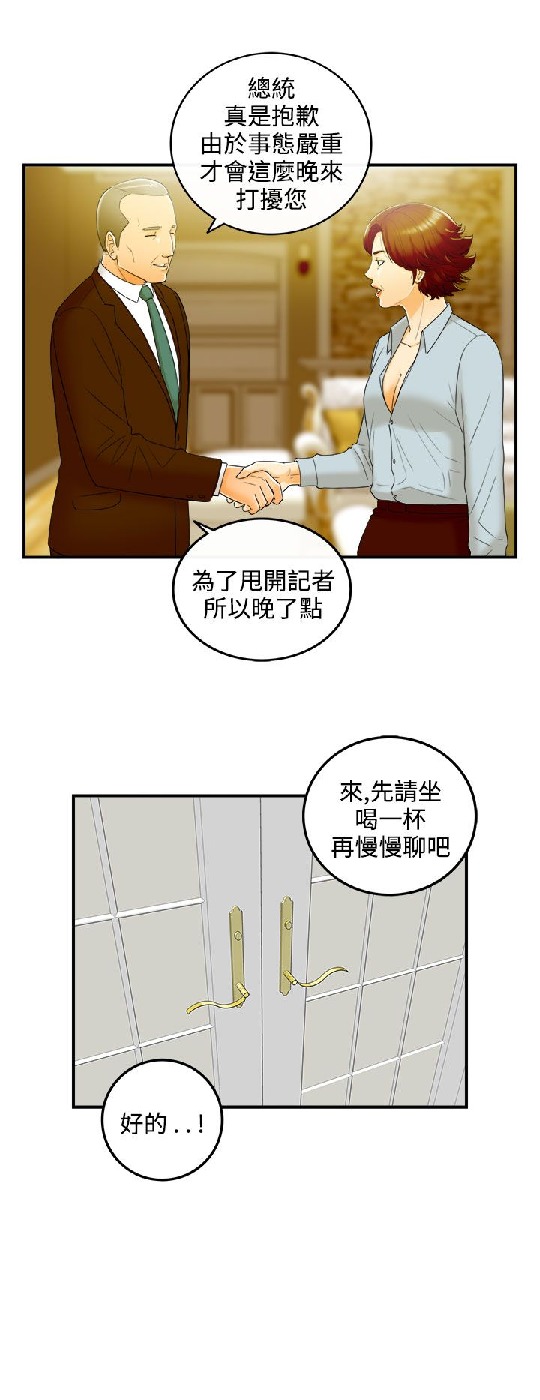 總統
真是抱歉
由於事態嚴重
才會這麼晚來
打擾您
為了甩開記者
所以晚了點
來,先請坐
喝一杯
再慢慢聊吧
好的...!